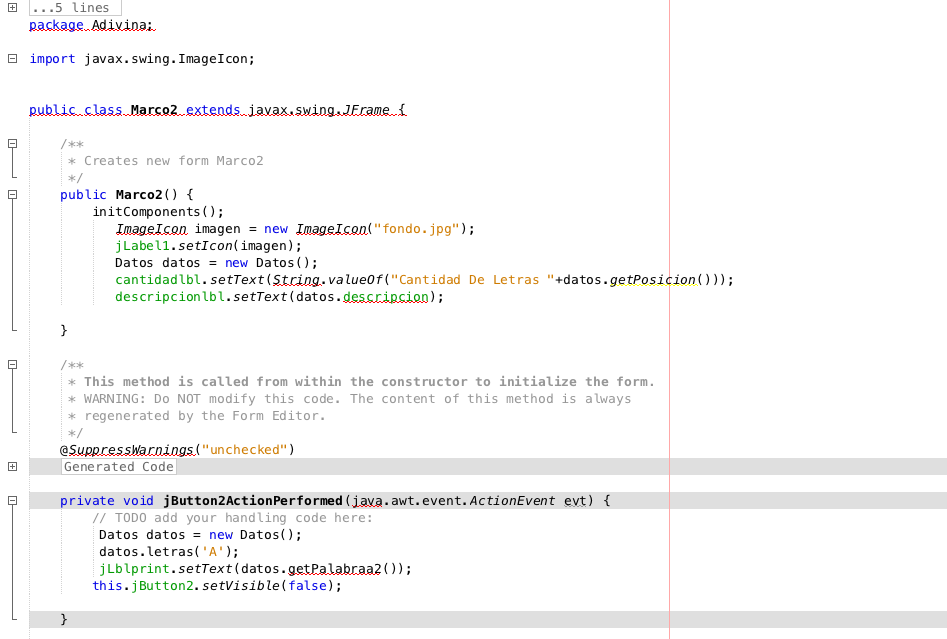 ...5 lines
package Adivina;
import javax.swing.ImageIcon;
public class Marco2 extends javax.swing.JFrame {
/**
* Creates new form Marco2
*/
public Marco2() {
initComponents();
ImageIcon imagen = new ImageIcon("fondo.jpg");
jLabel1.setIcon(imagen);
Datos datos = new Datos();
cantidadlbl.setText(String.valueOf("Cantidad De Letras "+datos.getPosicion()));
descripcionlbl.setText(datos.descripcion);
}
/**
* This method is called from within the constructor to initialize the form.
* WARNING: Do NOT modify this code. The content of this method is always
* regenerated by the Form Editor.
*/
@SuppressWarnings("unchecked")
Generated Code
private void jButton2ActionPerformed(java.awt.event.ActionEvent evt) {
// TODO add your handling code here:
Datos datos = new Datos();
datos.letras('A');
jLblprint.setText(datos.getPalabraa2());
this.jButton2.setVisible(false);
}